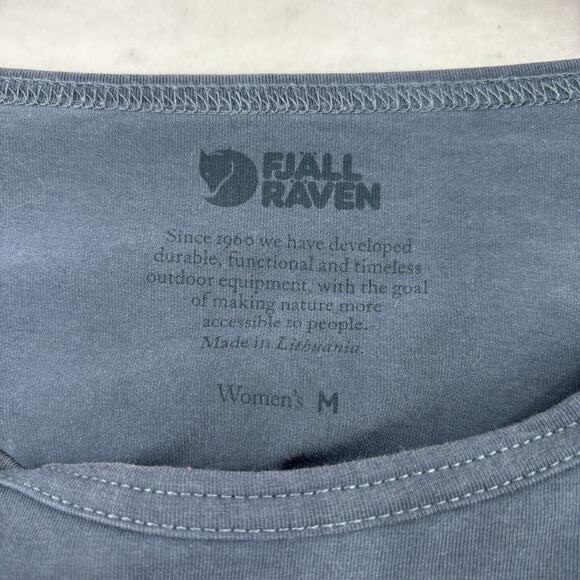 FJÄLL
RÄVEN
Since 1960 we have developed
durable, functional and timeless
outdoor equipment, with the goal
of making nature more
accessible to people.
Made in Lithuania.
Women's M